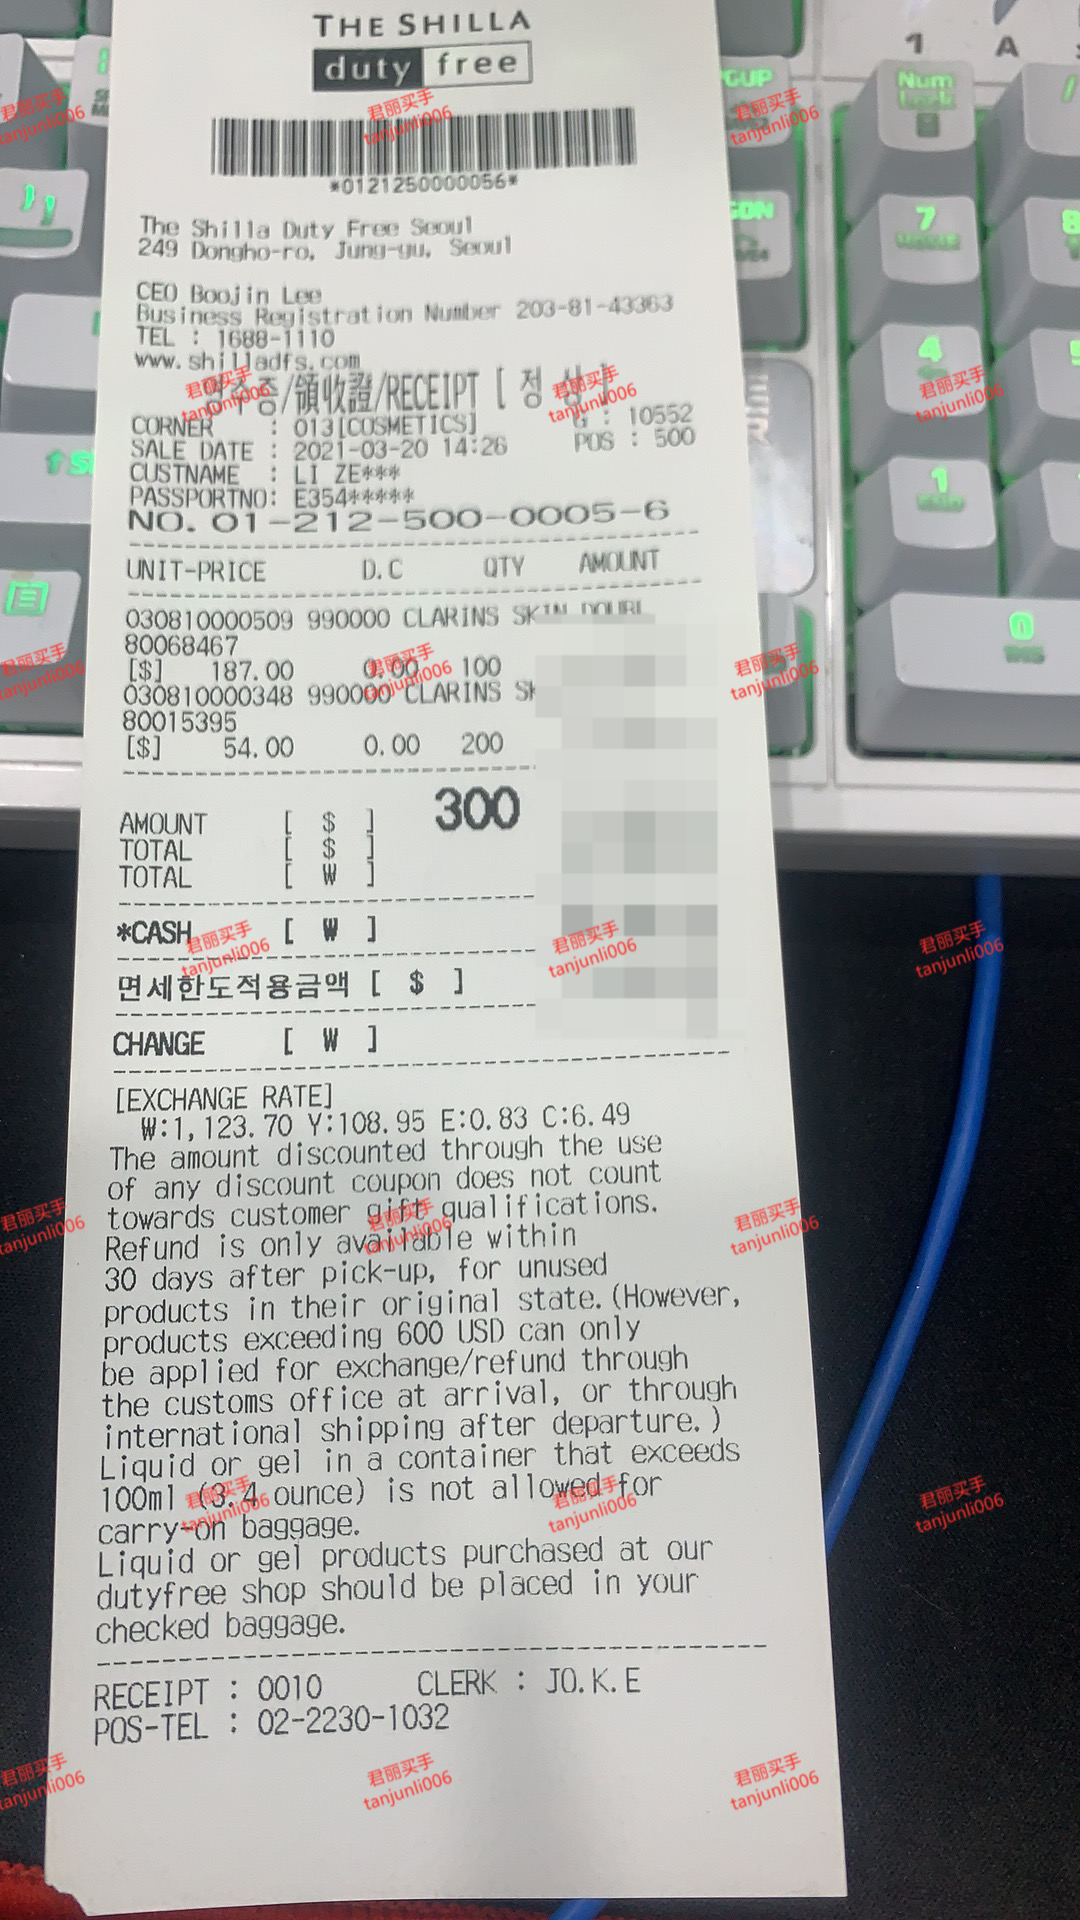 THE SHILLA
duty free
*0121250000056*
The Shilla Duty Free Seoul
249 Dongho-ro, Jung-gu, Seoul
CEO Boojin Lee
Business Registration Number 203-81-43363
TEL : 1688-1110
www.shilladfs.com
영수증/領收證/RECEIPT [ 정 상 ]
CORNER : 013[COSMETICS] : 10552
SALE DATE : 2021-03-20 14:26 POS : 500
CUSTNAME : LI ZE***
PASSPORTNO: E354*****
NO. 01-212-500-0005-6
UNIT-PRICE D.C QTY AMOUNT
030810000509 990000 CLARINS SKIN DOUBL
80068467
[$] 187.00 0.00 100
030810000348 990000 CLARINS SK
80015395
[$] 54.00 0.00 200
300
AMOUNT [ $ ]
TOTAL [ $ ]
TOTAL [ ₩ ]
*CASH [ ₩ ]
면세한도적용금액 [ $ ]
CHANGE [ ₩ ]
[EXCHANGE RATE]
₩:1,123.70 Y:108.95 E:0.83 C:6.49
The amount discounted through the use
of any discount coupon does not count
towards customer gift qualifications.
Refund is only available within
30 days after pick-up, for unused
products in their original state.(However,
products exceeding 600 USD can only
be applied for exchange/refund through
the customs office at arrival, or through
international shipping after departure.)
Liquid or gel in a container that exceeds
100ml (3.4 ounce) is not allowed for
carry-on baggage.
Liquid or gel products purchased at our
dutyfree shop should be placed in your
checked baggage.
RECEIPT : 0010 CLERK : JO.K.E
POS-TEL : 02-2230-1032
君丽买手
tanjunli006
1 A
Num
Lock
7
4
1
0